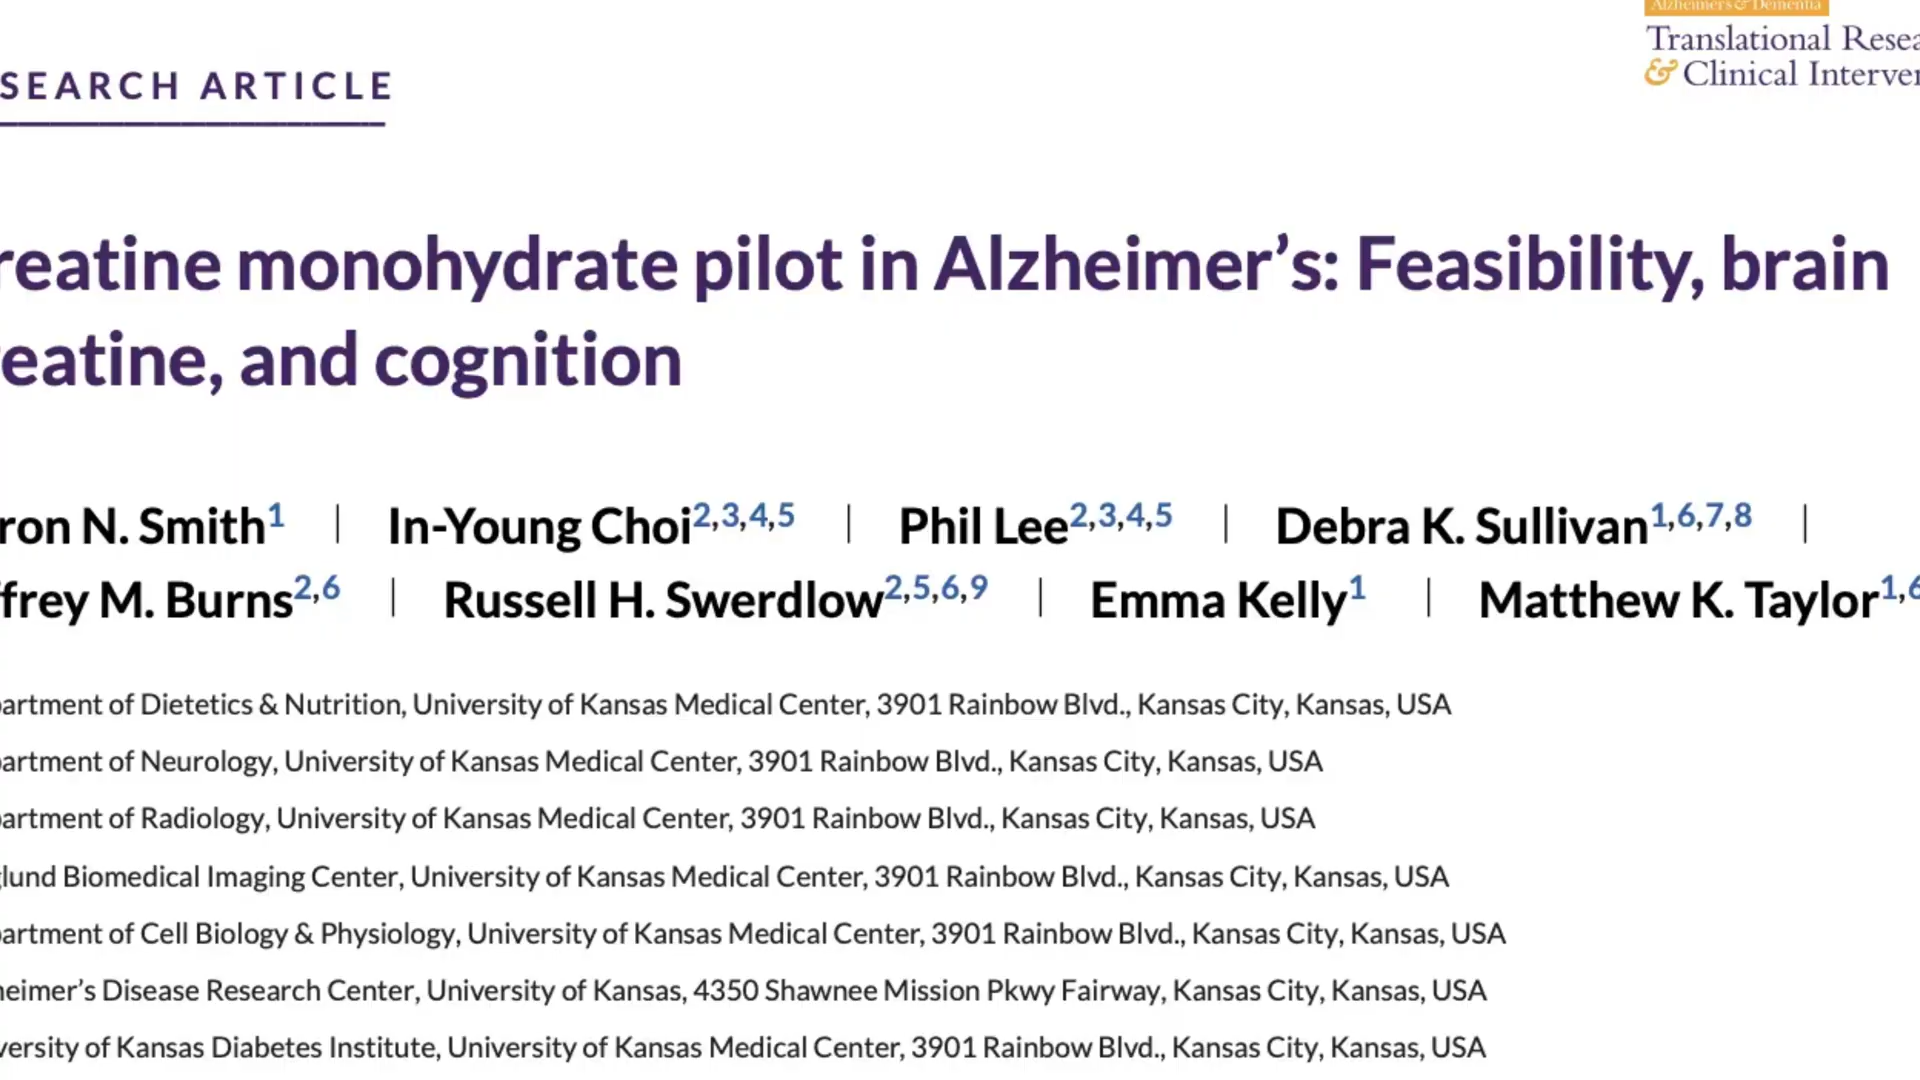 Alzheimer's & Dementia
Translational Resea
& Clinical Interver
SEARCH ARTICLE
reatine monohydrate pilot in Alzheimer’s: Feasibility, brain
eatine, and cognition
ron N. Smith1 | In-Young Choi2,3,4,5 | Phil Lee2,3,4,5 | Debra K. Sullivan1,6,7,8 |
ffrey M. Burns2,6 | Russell H. Swerdlow2,5,6,9 | Emma Kelly1 | Matthew K. Taylor1,6
artment of Dietetics & Nutrition, University of Kansas Medical Center, 3901 Rainbow Blvd., Kansas City, Kansas, USA
artment of Neurology, University of Kansas Medical Center, 3901 Rainbow Blvd., Kansas City, Kansas, USA
artment of Radiology, University of Kansas Medical Center, 3901 Rainbow Blvd., Kansas City, Kansas, USA
glund Biomedical Imaging Center, University of Kansas Medical Center, 3901 Rainbow Blvd., Kansas City, Kansas, USA
artment of Cell Biology & Physiology, University of Kansas Medical Center, 3901 Rainbow Blvd., Kansas City, Kansas, USA
heimer’s Disease Research Center, University of Kansas, 4350 Shawnee Mission Pkwy Fairway, Kansas City, Kansas, USA
versity of Kansas Diabetes Institute, University of Kansas Medical Center, 3901 Rainbow Blvd., Kansas City, Kansas, USA